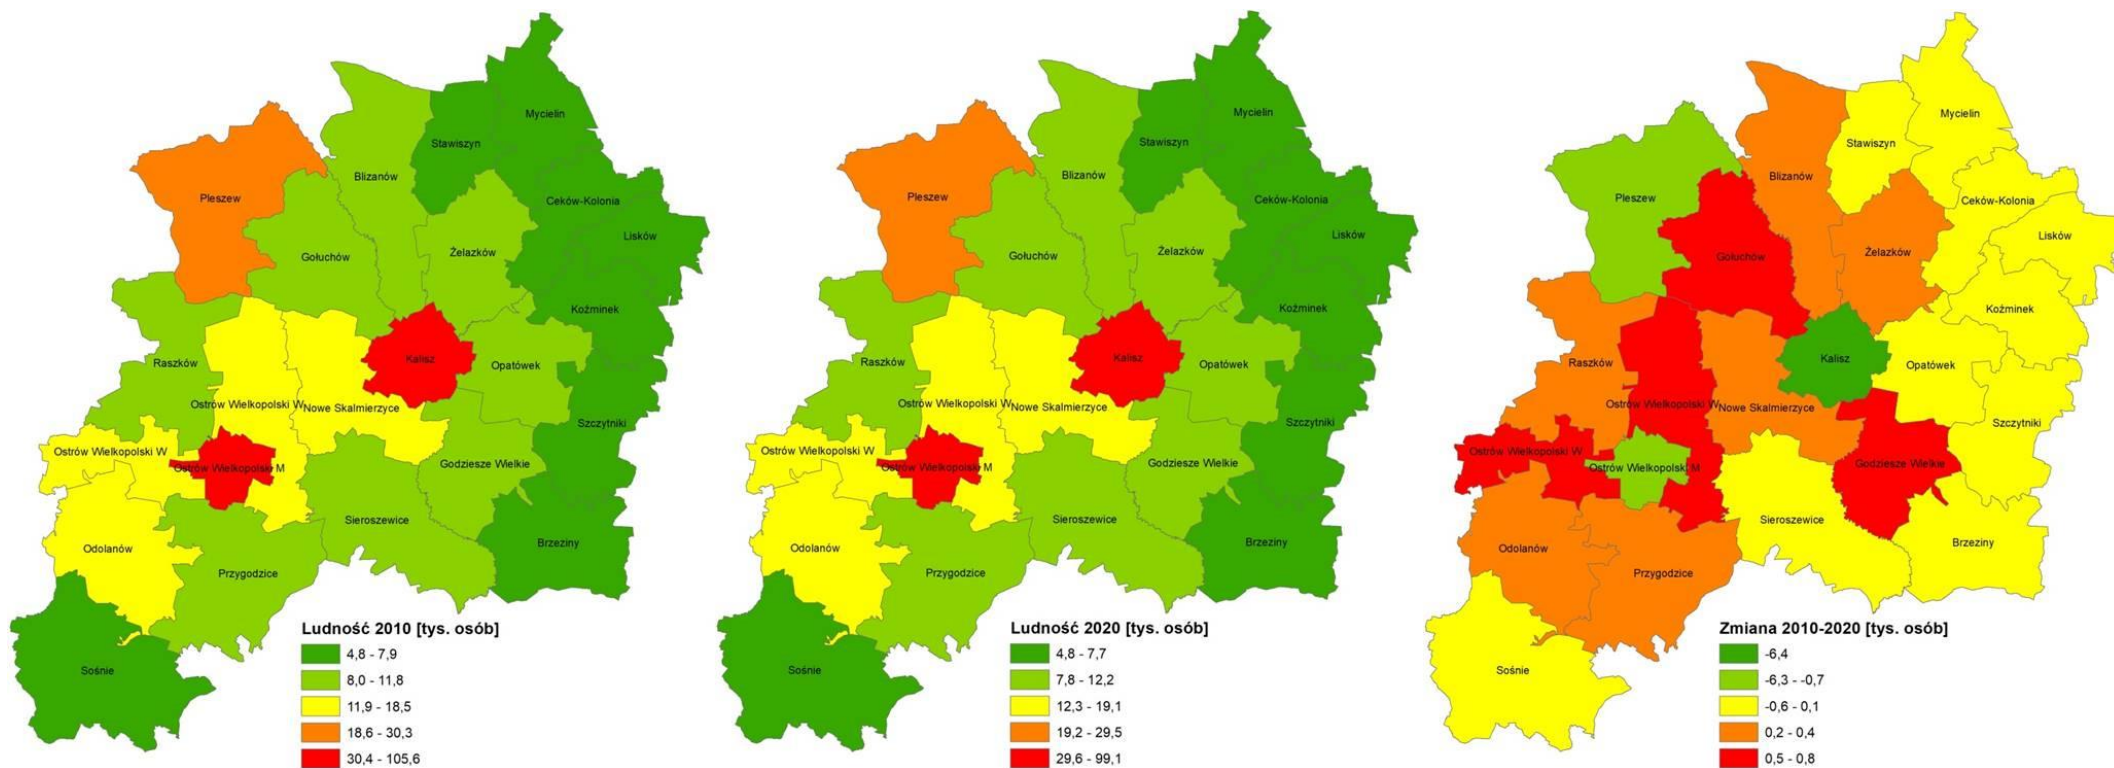 Mycielin
Stawiszyn
Blizanów
Pleszew
Ceków-Kolonia
Lisków
Żelazków
Gołuchów
Koźminek
Kalisz
Raszków
Opatówek
Ostrów Wielkopolski W
Nowe Skalmierzyce
Szczytniki
Ostrów Wielkopolski W
Godziesze Wielkie
Ostrów Wielkopolski M
Sieroszewice
Brzeziny
Odolanów
Przygodzice
Sośnie
Ludność 2010 [tys. osób]
4,8 - 7,9
8,0 - 11,8
11,9 - 18,5
18,6 - 30,3
30,4 - 105,6
Mycielin
Stawiszyn
Blizanów
Pleszew
Ceków-Kolonia
Lisków
Żelazków
Gołuchów
Koźminek
Kalisz
Raszków
Opatówek
Ostrów Wielkopolski W
Nowe Skalmierzyce
Szczytniki
Ostrów Wielkopolski W
Godziesze Wielkie
Ostrów Wielkopolski M
Sieroszewice
Brzeziny
Odolanów
Przygodzice
Sośnie
Ludność 2020 [tys. osób]
4,8 - 7,7
7,8 - 12,2
12,3 - 19,1
19,2 - 29,5
29,6 - 99,1
Mycielin
Stawiszyn
Blizanów
Pleszew
Ceków-Kolonia
Lisków
Żelazków
Gołuchów
Koźminek
Kalisz
Raszków
Opatówek
Ostrów Wielkopolski W
Nowe Skalmierzyce
Szczytniki
Ostrów Wielkopolski W
Godziesze Wielkie
Ostrów Wielkopolski M
Sieroszewice
Brzeziny
Odolanów
Przygodzice
Sośnie
Zmiana 2010-2020 [tys. osób]
-6,4
-6,3 - -0,7
-0,6 - 0,1
0,2 - 0,4
0,5 - 0,8